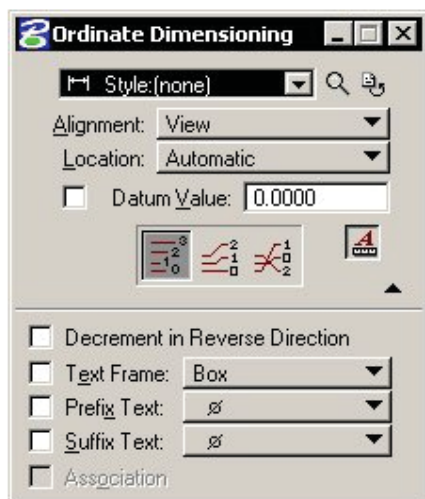 Ordinate Dimensioning
Style:(none)
Alignment: View
Location: Automatic
Datum Value: 0.0000
Decrement in Reverse Direction
Text Frame: Box
Prefix Text: ⌀
Suffix Text: ⌀
Association